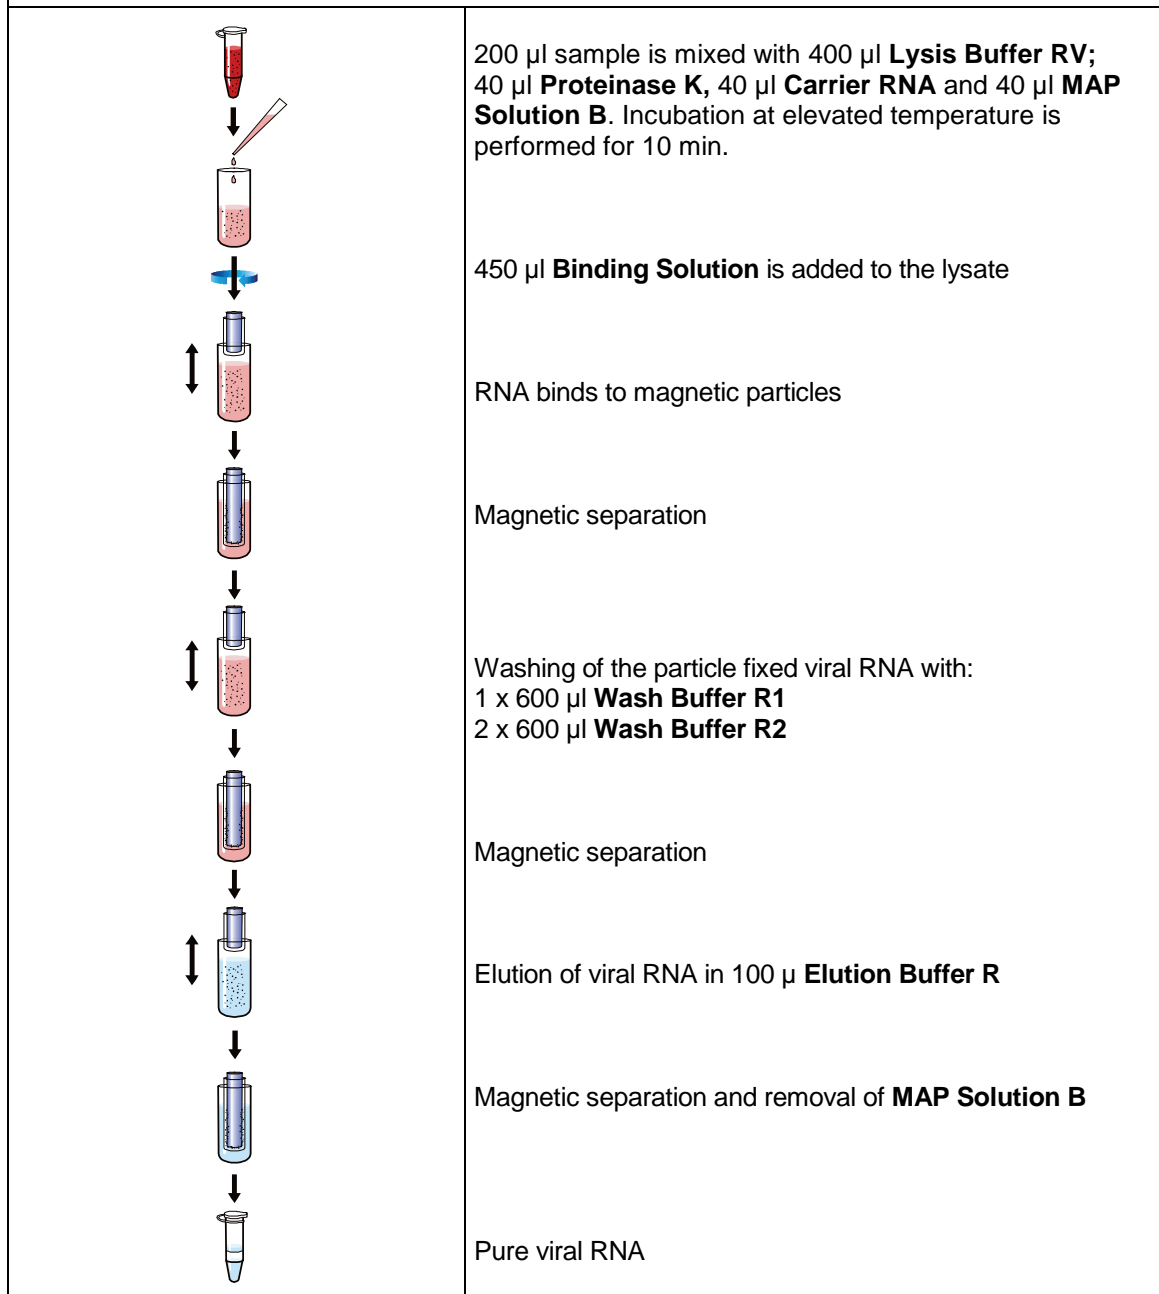 200 µl sample is mixed with 400 µl Lysis Buffer RV;
40 µl Proteinase K, 40 µl Carrier RNA and 40 µl MAP
Solution B. Incubation at elevated temperature is
performed for 10 min.
450 µl Binding Solution is added to the lysate
RNA binds to magnetic particles
Magnetic separation
Washing of the particle fixed viral RNA with:
1 x 600 µl Wash Buffer R1
2 x 600 µl Wash Buffer R2
Magnetic separation
Elution of viral RNA in 100 µ Elution Buffer R
Magnetic separation and removal of MAP Solution B
Pure viral RNA